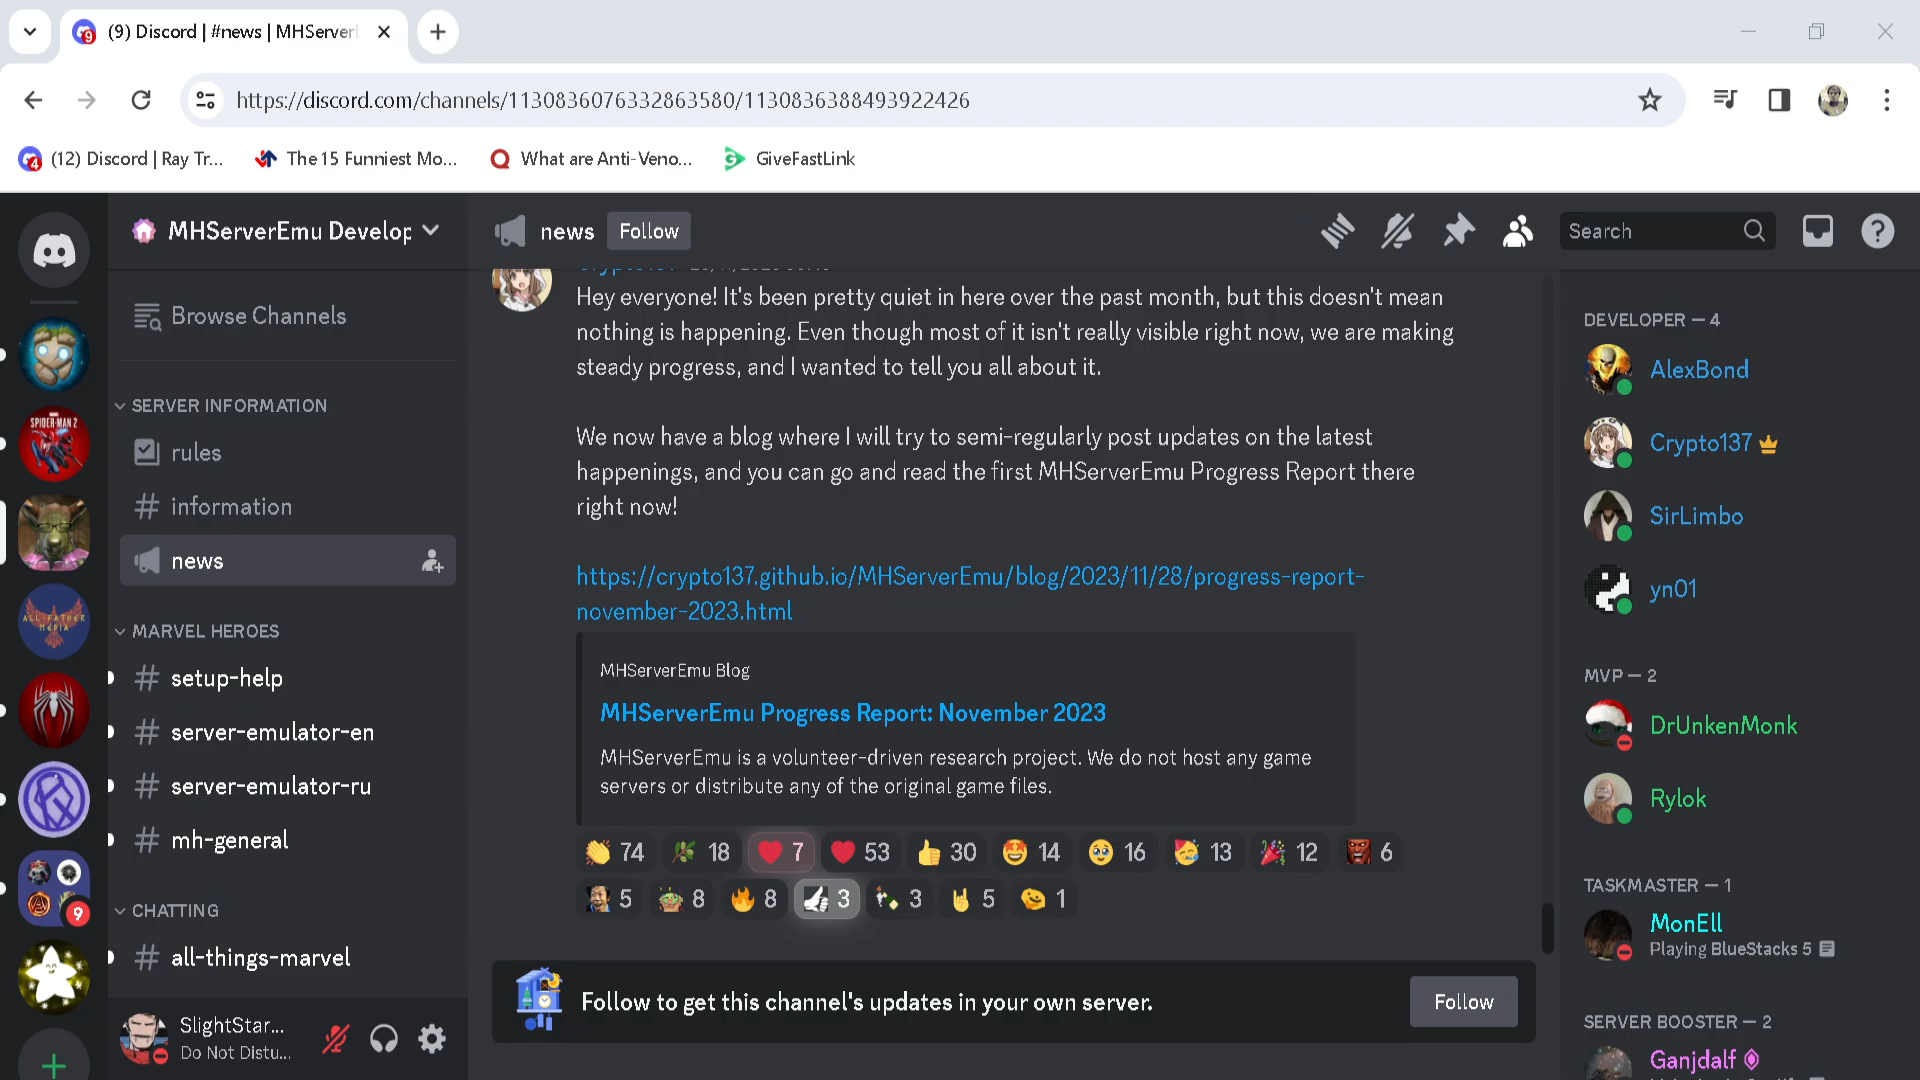 (9) Discord | #news | MHServer
https://discord.com/channels/1130836076332863580/1130836388493922426
(12) Discord | Ray Tr...
The 15 Funniest Mo...
What are Anti-Veno...
GiveFastLink
MHServerEmu Develop
news
Follow
Search
Browse Channels
SERVER INFORMATION
rules
information
news
MARVEL HEROES
setup-help
server-emulator-en
server-emulator-ru
mh-general
CHATTING
all-things-marvel
SlightStar...
Do Not Distu...
SPIDER-MAN 2
ALL-FATHER
MEDIA
9
Hey everyone! It's been pretty quiet in here over the past month, but this doesn't mean
nothing is happening. Even though most of it isn't really visible right now, we are making
steady progress, and I wanted to tell you all about it.
We now have a blog where I will try to semi-regularly post updates on the latest
happenings, and you can go and read the first MHServerEmu Progress Report there
right now!
https://crypto137.github.io/MHServerEmu/blog/2023/11/28/progress-report-
november-2023.html
MHServerEmu Blog
MHServerEmu Progress Report: November 2023
MHServerEmu is a volunteer-driven research project. We do not host any game
servers or distribute any of the original game files.
74 18 7 53 30 14 16 13 12 6
5 8 8 3 3 5 1
Follow to get this channel's updates in your own server.
Follow
DEVELOPER — 4
AlexBond
Crypto137
SirLimbo
yn01
MVP — 2
DrUnkenMonk
Rylok
TASKMASTER — 1
MonEll
Playing BlueStacks 5
SERVER BOOSTER — 2
Ganjdalf